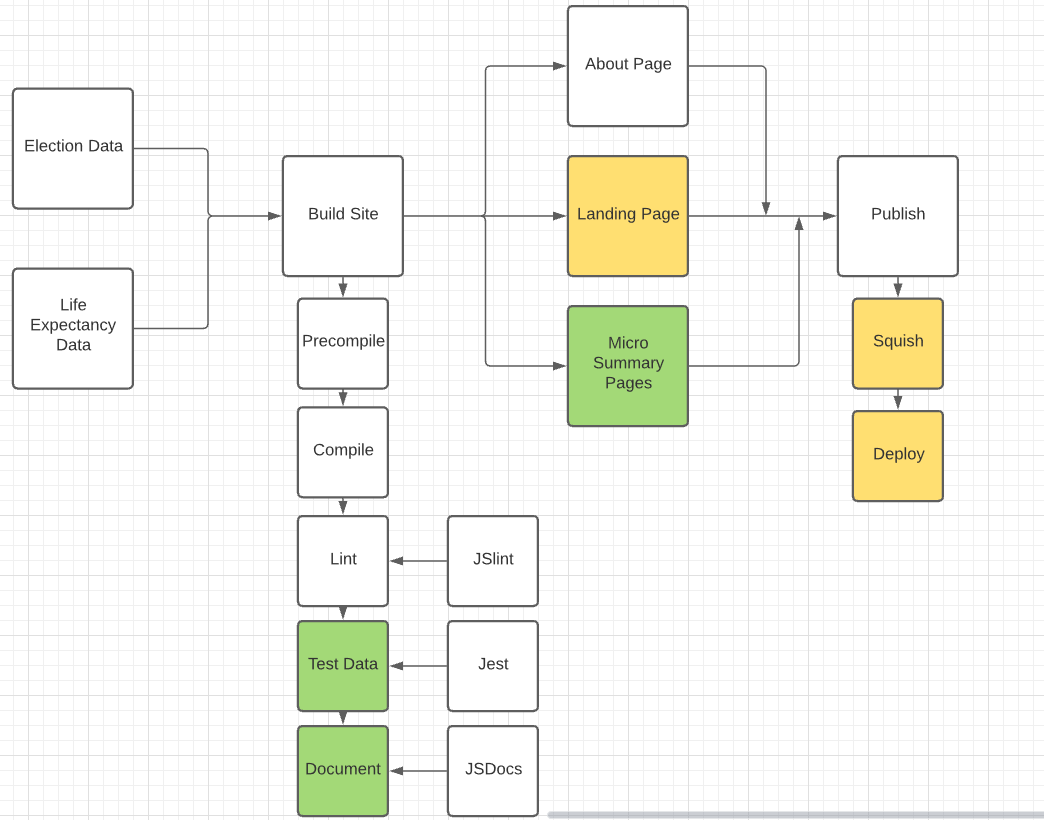 About Page
Election Data
Build Site
Landing Page
Publish
Life
Expectancy
Data
Precompile
Micro
Summary
Pages
Squish
Compile
Deploy
Lint
JSlint
Test Data
Jest
Document
JSDocs